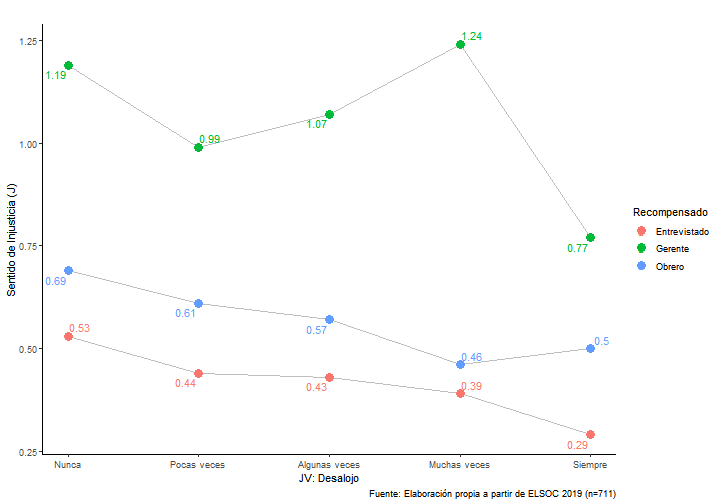 1.25
1.00
0.75
0.50
0.25
Sentido de Injusticia (J)
1.19
0.99
1.07
1.24
0.77
0.69
0.61
0.57
0.46
0.5
0.53
0.44
0.43
0.39
0.29
Nunca
Pocas veces
Algunas veces
Muchas veces
Siempre
JV: Desalojo
Recompensado
Entrevistado
Gerente
Obrero
Fuente: Elaboración propia a partir de ELSOC 2019 (n=711)